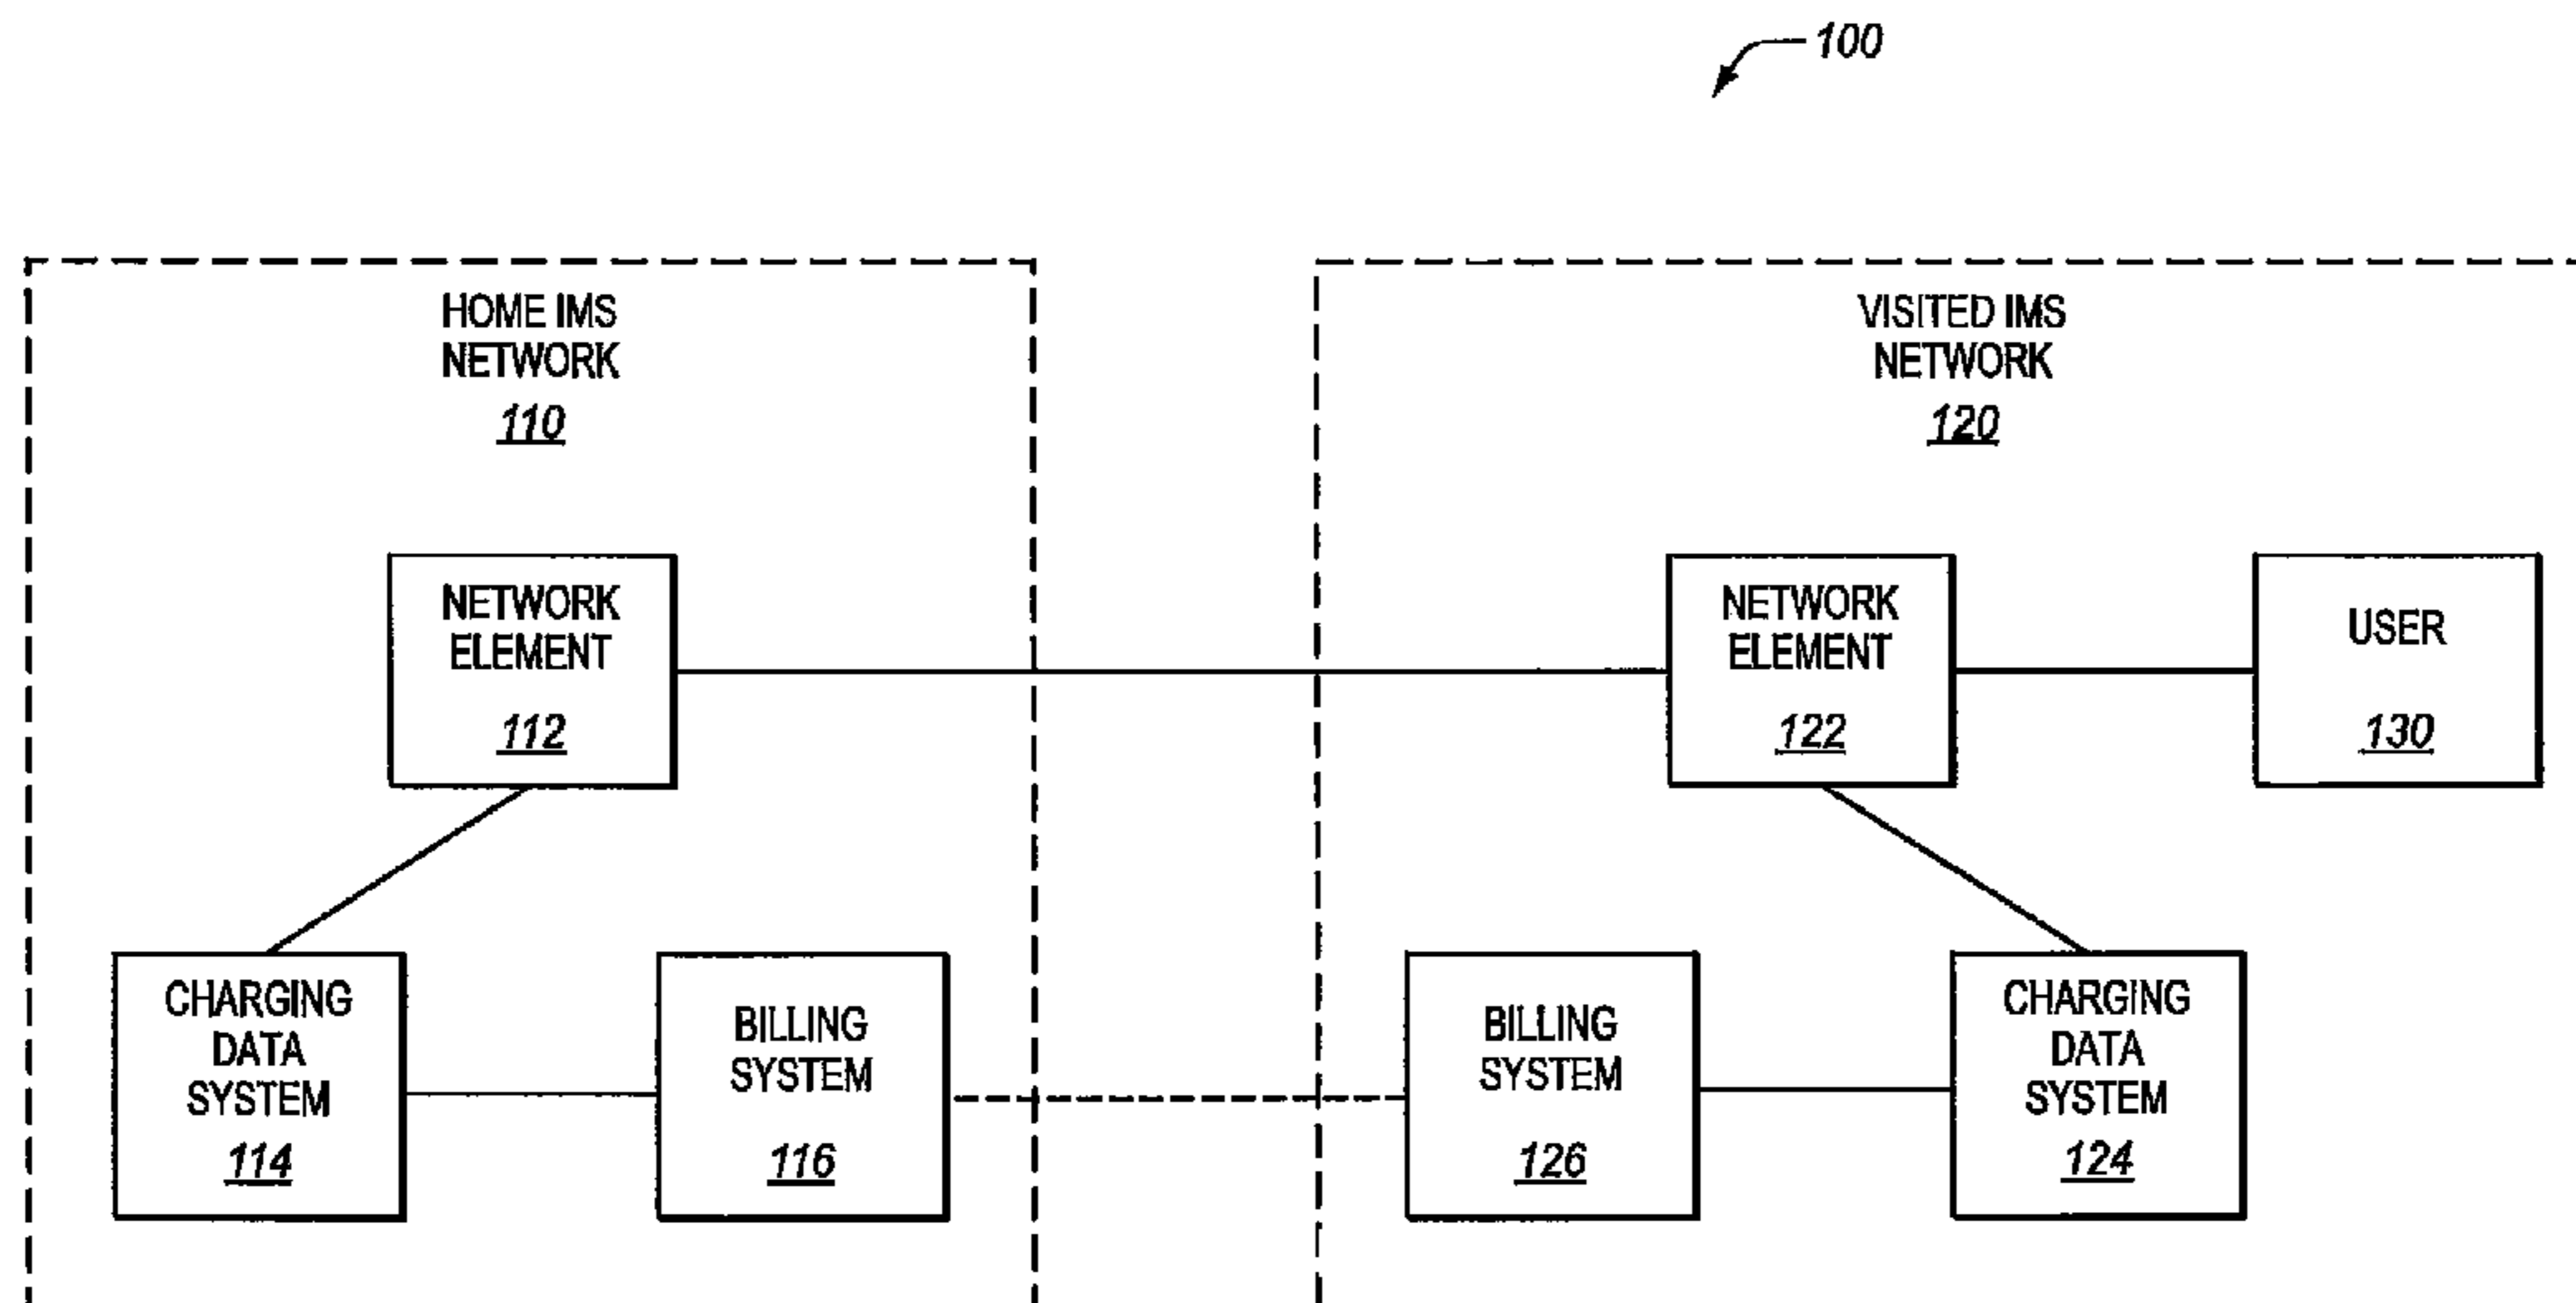 100
HOME IMS
NETWORK
110
VISITED IMS
NETWORK
120
NETWORK
ELEMENT
112
NETWORK
ELEMENT
122
USER
130
CHARGING
DATA
SYSTEM
114
BILLING
SYSTEM
116
BILLING
SYSTEM
126
CHARGING
DATA
SYSTEM
124